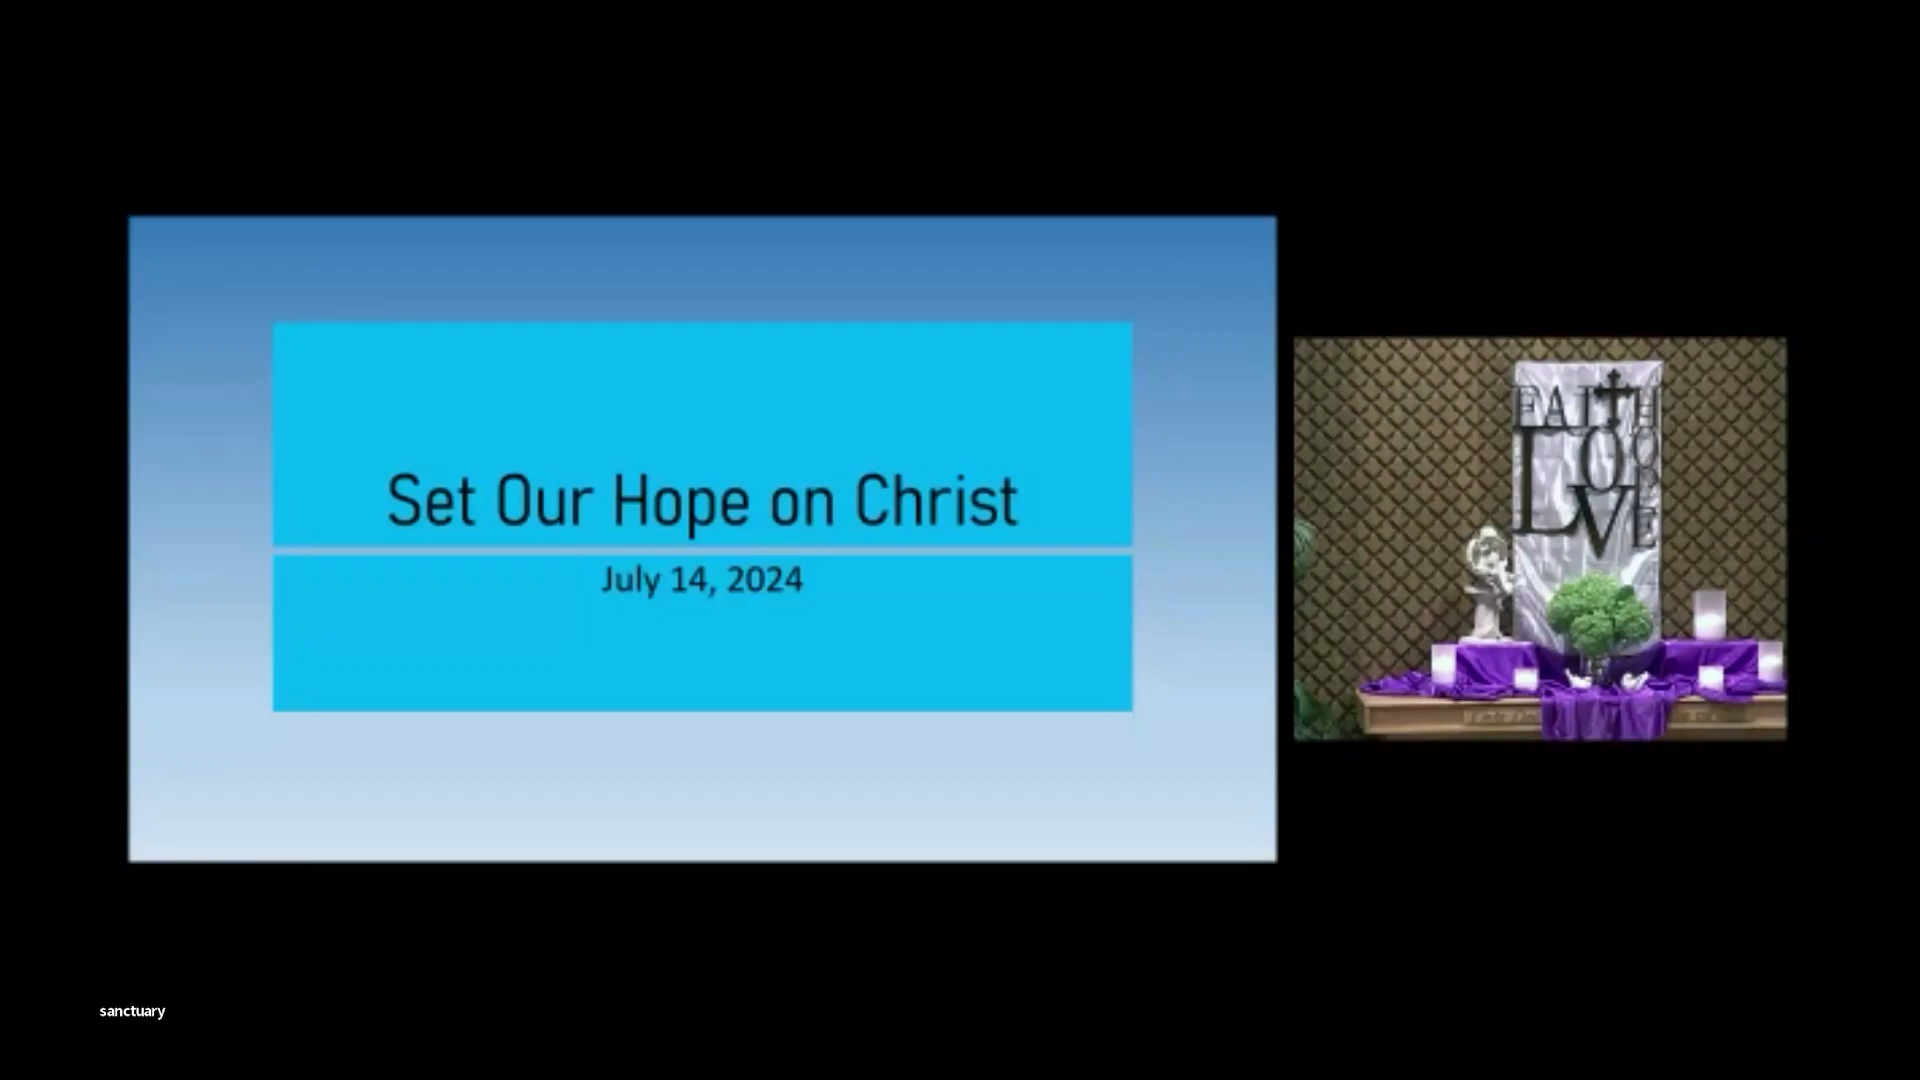 Set Our Hope on Christ
July 14, 2024
FAITH
HOPE
LOVE
sanctuary